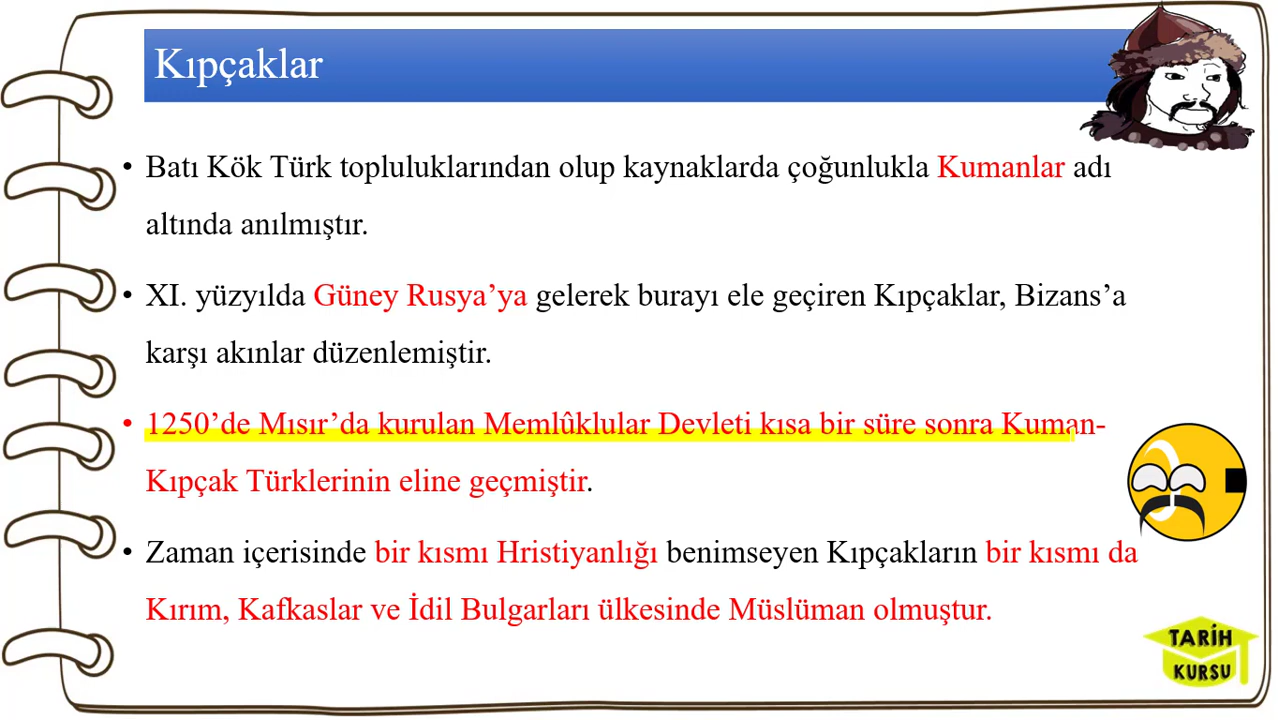 Kıpçaklar
• Batı Kök Türk topluluklarından olup kaynaklarda çoğunlukla Kumanlar adı
altında anılmıştır.
• XI. yüzyılda Güney Rusya’ya gelerek burayı ele geçiren Kıpçaklar, Bizans’a
karşı akınlar düzenlemiştir.
• 1250’de Mısır’da kurulan Memlûklular Devleti kısa bir süre sonra Kuman-
Kıpçak Türklerinin eline geçmiştir.
• Zaman içerisinde bir kısmı Hristiyanlığı benimseyen Kıpçakların bir kısmı da
Kırım, Kafkaslar ve İdil Bulgarları ülkesinde Müslüman olmuştur.
TARİH
KURSU